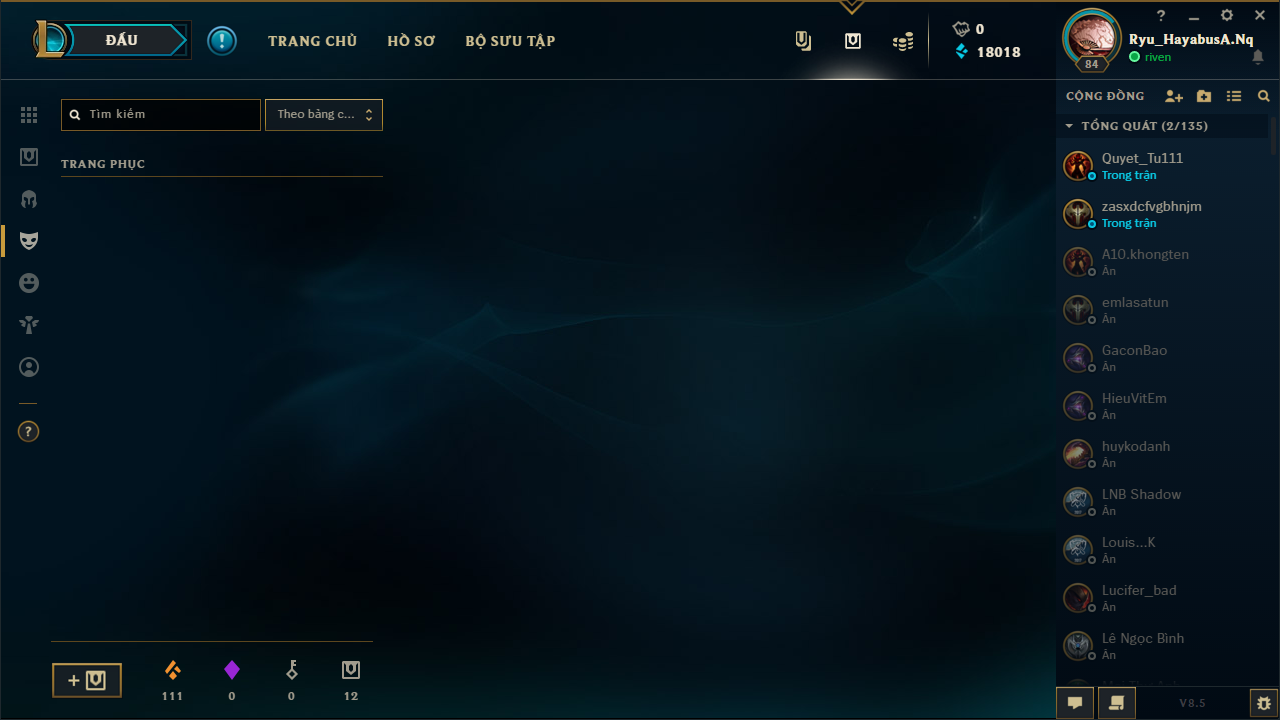 ĐẤU
TRANG CHỦ
HỒ SƠ
BỘ SƯU TẬP
0
18018
84
Ryu_HayabusA.Nq
riven
Tìm kiếm
Theo bảng c...
TRANG PHỤC
111
0
0
12
CỘNG ĐỒNG
TỔNG QUÁT (2/135)
Quyet_Tu111
Trong trận
zasxdcfvgbhnjm
Trong trận
A10.khongten
Ẩn
emlasatun
Ẩn
GaconBao
Ẩn
HieuVitEm
Ẩn
huykodanh
Ẩn
LNB Shadow
Ẩn
Louis...K
Ẩn
Lucifer_bad
Ẩn
Lê Ngọc Bình
Ẩn
V8.5